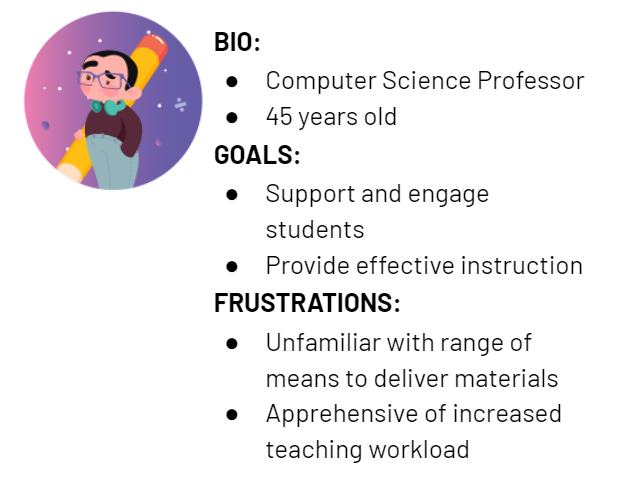 BIO:
● Computer Science Professor
● 45 years old
GOALS:
● Support and engage
students
● Provide effective instruction
FRUSTRATIONS:
● Unfamiliar with range of
means to deliver materials
● Apprehensive of increased
teaching workload